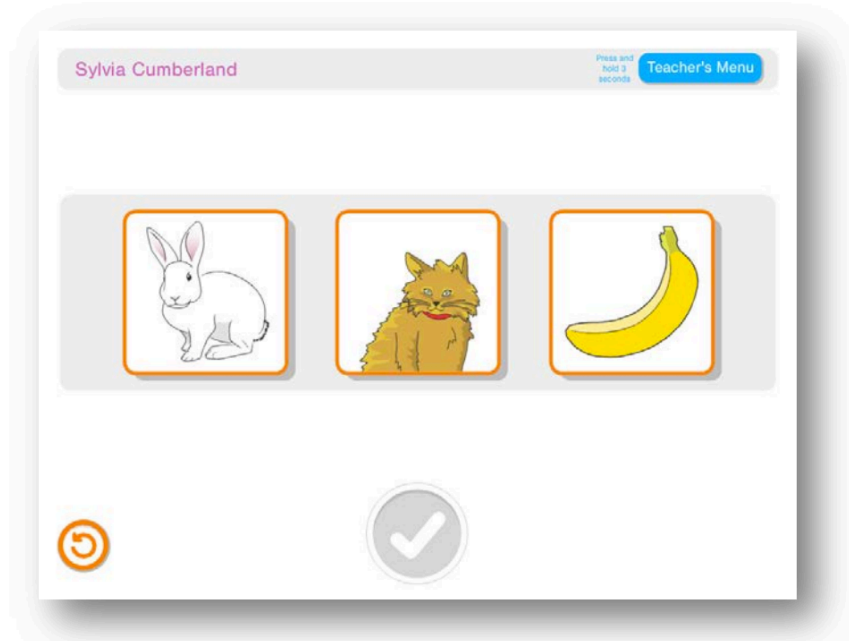 Sylvia Cumberland
Press and
hold 3
seconds
Teacher's Menu